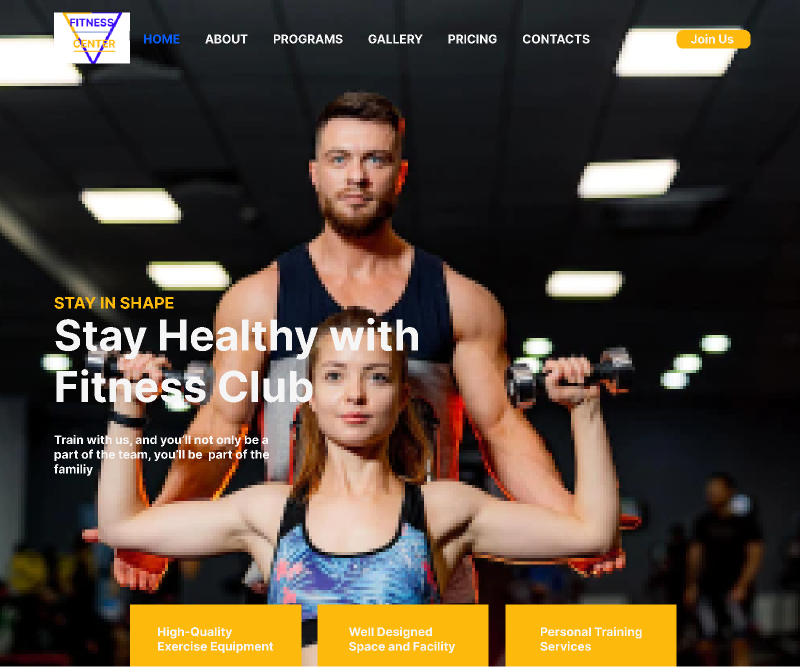 FITNESS
CENTER
HOME ABOUT PROGRAMS GALLERY PRICING CONTACTS
Join Us
STAY IN SHAPE
Stay Healthy with
Fitness Club
Train with us, and you'll not only be a
part of the team, you'll be part of the
familiy
High-Quality
Exercise Equipment
Well Designed
Space and Facility
Personal Training
Services